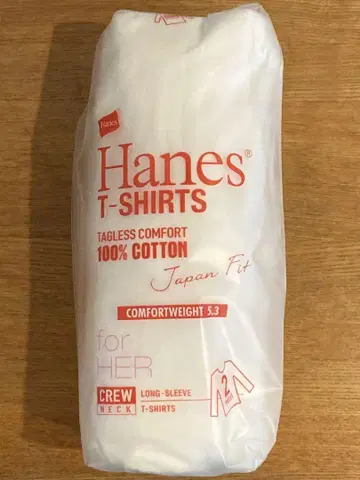 Hanes
Hanes®
T-SHIRTS
TAGLESS COMFORT
100% COTTON
Japan Fit
COMFORTWEIGHT 5.3
for
HER
CREW
NECK
LONG-SLEEVE
T-SHIRTS
2